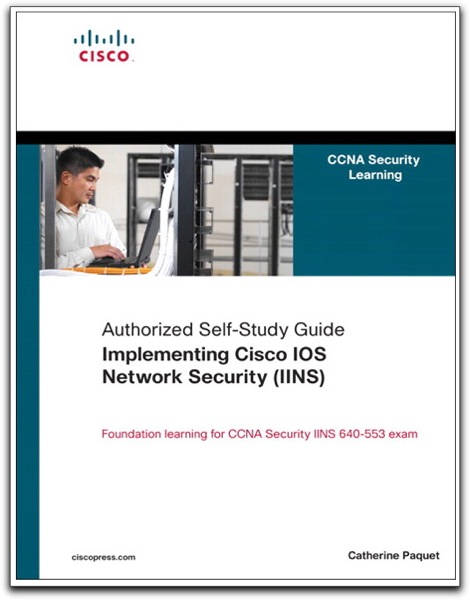 CISCO
CCNA Security
Learning
Authorized Self-Study Guide
Implementing Cisco IOS
Network Security (IINS)
Foundation learning for CCNA Security IINS 640-553 exam
ciscopress.com
Catherine Paquet